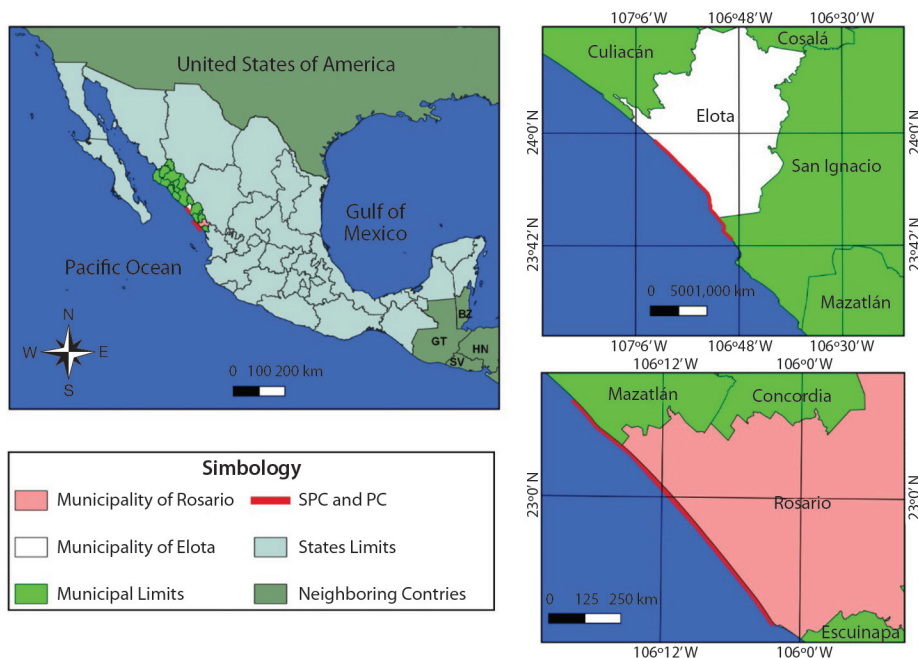 United States of America
Gulf of
Mexico
Pacific Ocean
BZ
GT
HN
SV
N
W E
S
0 100 200 km
107º6′W 106º48′W 106º30′W
Culiacán
Cosalá
Elota
24º0′N
24º0′N
San Ignacio
23º42′N
23º42′N
0 5001,000 km
Mazatlán
107º6′W 106º48′W 106º30′W
106º12′W 106º0′W
Mazatlán
Concordia
23º0′N
Rosario
23º0′N
0 125 250 km
Escuinapa
106º12′W 106º0′W
Simbology
Municipality of Rosario
SPC and PC
Municipality of Elota
States Limits
Municipal Limits
Neighboring Contries